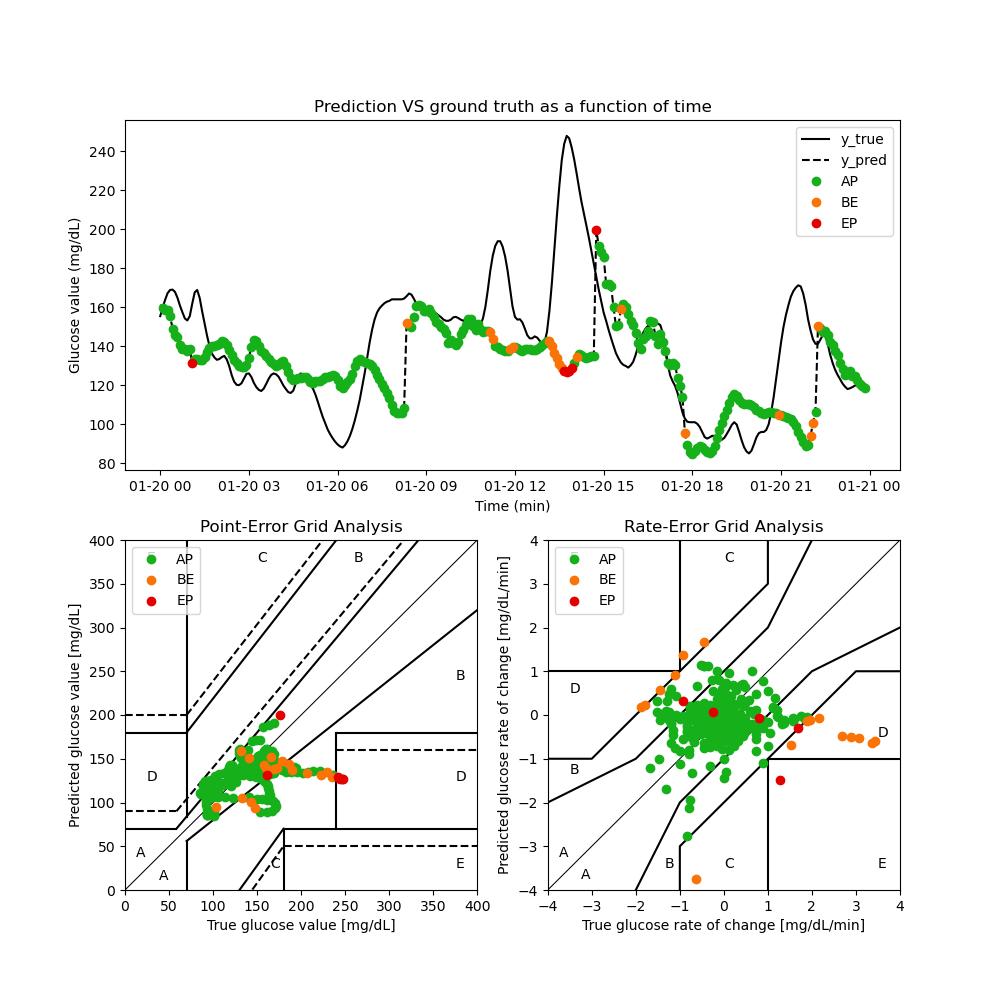 Prediction VS ground truth as a function of time
Glucose value (mg/dL)
240
220
200
180
160
140
120
100
80
y_true
y_pred
AP
BE
EP
01-20 00 01-20 03 01-20 06 01-20 09 01-20 12 01-20 15 01-20 18 01-20 21 01-21 00
Time (min)
Point-Error Grid Analysis
Predicted glucose value [mg/dL]
400
350
300
250
200
150
100
50
0
AP
BE
EP
C B
B
D D
A
A C E
0 50 100 150 200 250 300 350 400
True glucose value [mg/dL]
Rate-Error Grid Analysis
Predicted glucose rate of change [mg/dL/min]
4
3
2
1
0
−1
−2
−3
−4
AP
BE
EP
C
D
D
B
A
A B C E
−4 −3 −2 −1 0 1 2 3 4
True glucose rate of change [mg/dL/min]